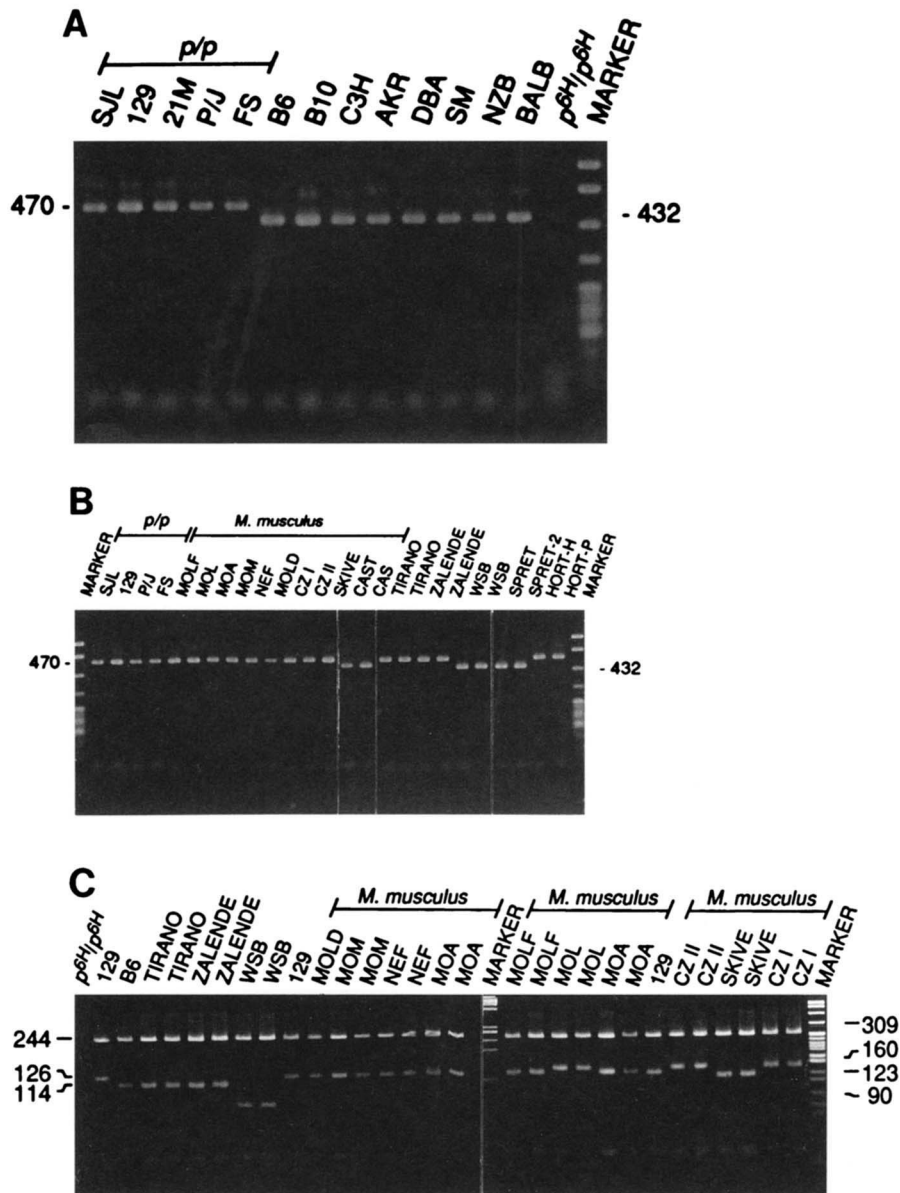 A
p/p
SJL 129 21M P/J FS B6 B10 C3H AKR DBA SM NZB BALB p6H/p6H MARKER
470 -
- 432
B
p/p M. musculus
MARKER SJL 129 P/J FS MOLF MOL MOA MOM NEF MOLD CZ I CZ II SKIVE CAST CAS TIRANO TIRANO ZALENDE ZALENDE WSB WSB SPRET SPRET-2 HORT-H HORT-P MARKER
470 -
- 432
C
M. musculus M. musculus M. musculus
p6H/p6H 129 B6 TIRANO TIRANO ZALENDE ZALENDE WSB WSB 129 MOLD MOM MOM NEF NEF MOA MOA MARKER MOLF MOLF MOL MOL MOA MOA 129 CZ II CZ II SKIVE SKIVE CZ I CZ I MARKER
244
126
114
309
160
123
90